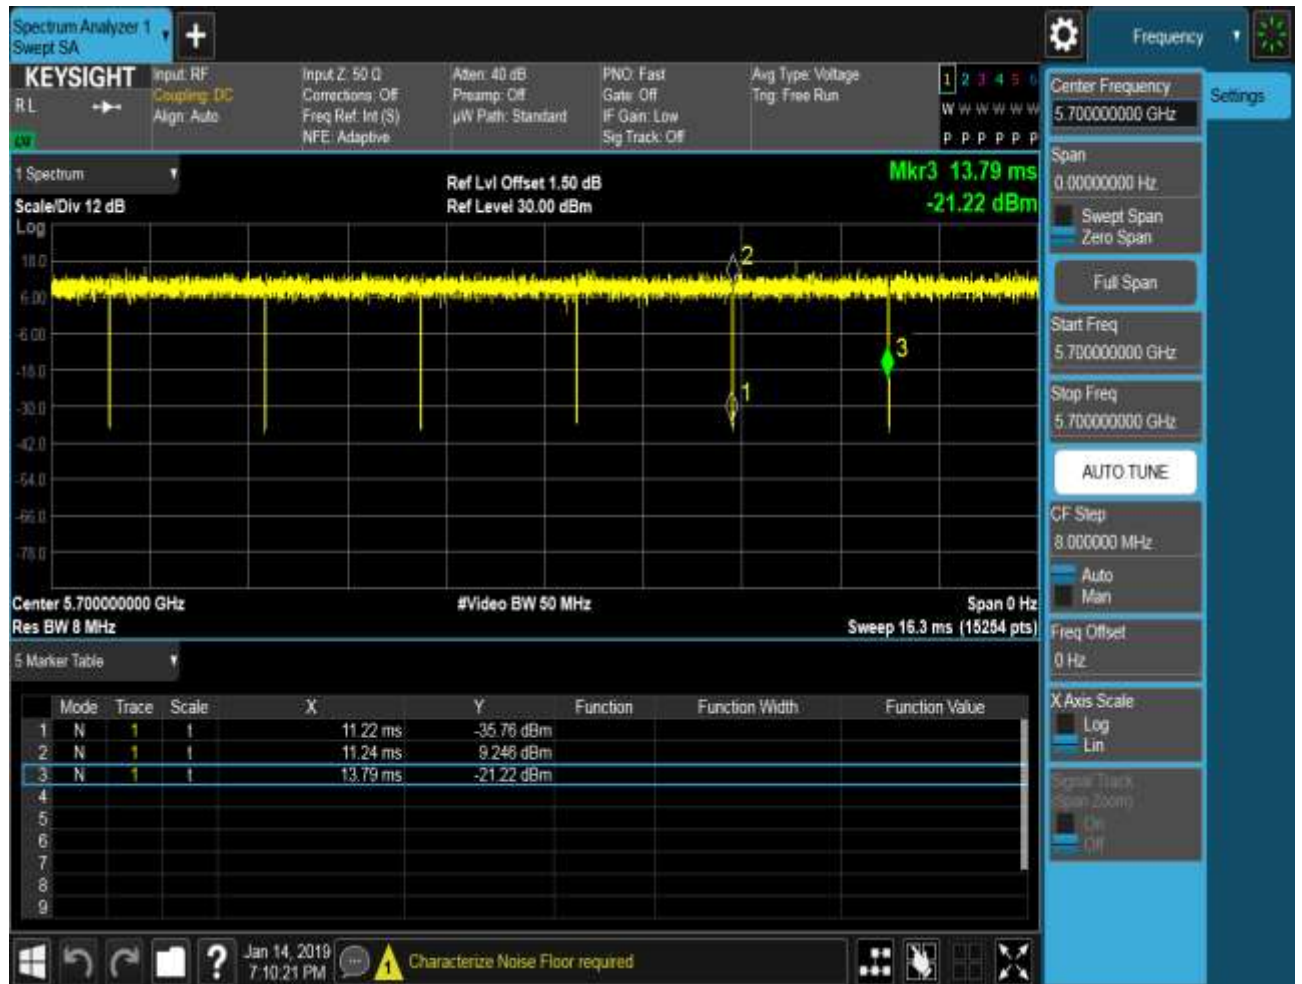 Spectrum Analyzer 1
Swept SA
Frequency
KEYSIGHT
RL
Input: RF
Coupling: DC
Align: Auto
Input Z: 50 Ω
Corrections: Off
Freq Ref: Int (S)
NFE: Adaptive
Atten: 40 dB
Preamp: Off
µW Path: Standard
PNO: Fast
Gate: Off
IF Gain: Low
Sig Track: Off
Avg Type: Voltage
Trig: Free Run
1 2 3 4 5 6
W W W W W W
P P P P P P
1 Spectrum
Scale/Div 12 dB
Log
Ref Lvl Offset 1.50 dB
Ref Level 30.00 dBm
Mkr3 13.79 ms
-21.22 dBm
18.0
6.00
-6.00
-18.0
-30.0
-42.0
-54.0
-66.0
-78.0
2
3
1
Center 5.700000000 GHz
Res BW 8 MHz
#Video BW 50 MHz
Span 0 Hz
Sweep 16.3 ms (15254 pts)
5 Marker Table
Mode Trace Scale X Y Function Function Width Function Value
1 N 1 t 11.22 ms -35.76 dBm
2 N 1 t 11.24 ms 9.246 dBm
3 N 1 t 13.79 ms -21.22 dBm
4
5
6
7
8
9
Jan 14, 2019
7:10:21 PM
1
Characterize Noise Floor required
Settings
Center Frequency
5.700000000 GHz
Span
0.00000000 Hz
Swept Span
Zero Span
Full Span
Start Freq
5.700000000 GHz
Stop Freq
5.700000000 GHz
AUTO TUNE
CF Step
8.000000 MHz
Auto
Man
Freq Offset
0 Hz
X Axis Scale
Log
Lin
Signal Track
(Span Zoom)
On
Off